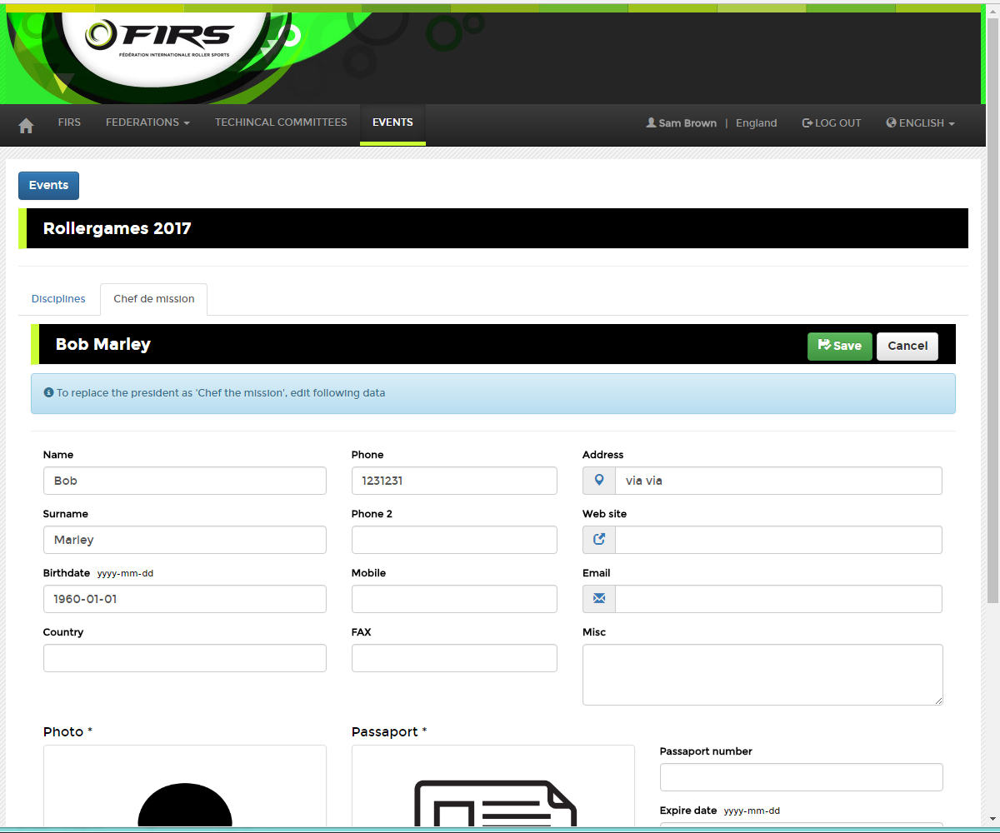 FIRS
FÉDÉRATION INTERNATIONALE ROLLER SPORTS
FIRS FEDERATIONS TECHINCAL COMMITTEES EVENTS Sam Brown | England LOG OUT ENGLISH
Events
Rollergames 2017
Disciplines Chef de mission
Bob Marley Save Cancel
To replace the president as 'Chef the mission', edit following data
Name Phone Address
Bob 1231231 via via
Surname Phone 2 Web site
Marley
Birthdate yyyy-mm-dd Mobile Email
1960-01-01
Country FAX Misc
Photo * Passaport *
Passaport number
Expire date yyyy-mm-dd